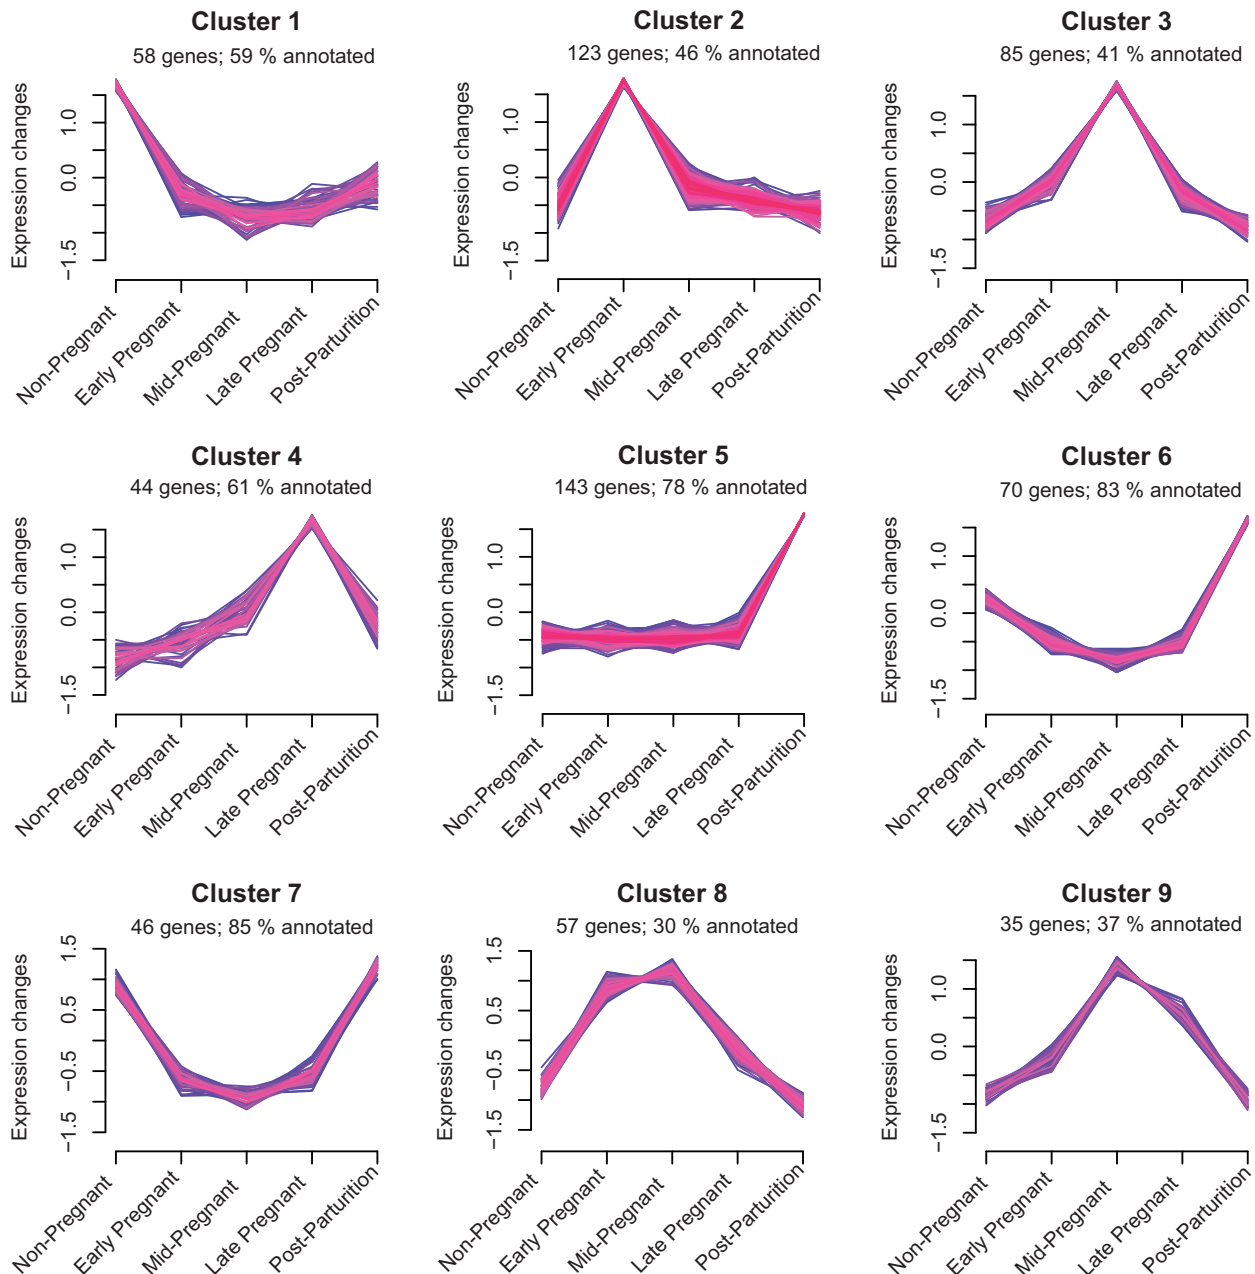 Cluster 1
58 genes; 59 % annotated
Expression changes
1.0
0.0
−1.5
Non-Pregnant
Early Pregnant
Mid-Pregnant
Late Pregnant
Post-Parturition
Cluster 2
123 genes; 46 % annotated
Expression changes
1.0
0.0
−1.5
Non-Pregnant
Early Pregnant
Mid-Pregnant
Late Pregnant
Post-Parturition
Cluster 3
85 genes; 41 % annotated
Expression changes
1.0
0.0
−1.5
Non-Pregnant
Early Pregnant
Mid-Pregnant
Late Pregnant
Post-Parturition
Cluster 4
44 genes; 61 % annotated
Expression changes
1.0
0.0
−1.5
Non-Pregnant
Early Pregnant
Mid-Pregnant
Late Pregnant
Post-Parturition
Cluster 5
143 genes; 78 % annotated
Expression changes
1.0
0.0
−1.5
Non-Pregnant
Early Pregnant
Mid-Pregnant
Late Pregnant
Post-Parturition
Cluster 6
70 genes; 83 % annotated
Expression changes
1.0
0.0
−1.5
Non-Pregnant
Early Pregnant
Mid-Pregnant
Late Pregnant
Post-Parturition
Cluster 7
46 genes; 85 % annotated
Expression changes
1.5
0.5
−0.5
−1.5
Non-Pregnant
Early Pregnant
Mid-Pregnant
Late Pregnant
Post-Parturition
Cluster 8
57 genes; 30 % annotated
Expression changes
1.5
0.5
−0.5
−1.5
Non-Pregnant
Early Pregnant
Mid-Pregnant
Late Pregnant
Post-Parturition
Cluster 9
35 genes; 37 % annotated
Expression changes
1.0
0.0
−1.5
Non-Pregnant
Early Pregnant
Mid-Pregnant
Late Pregnant
Post-Parturition